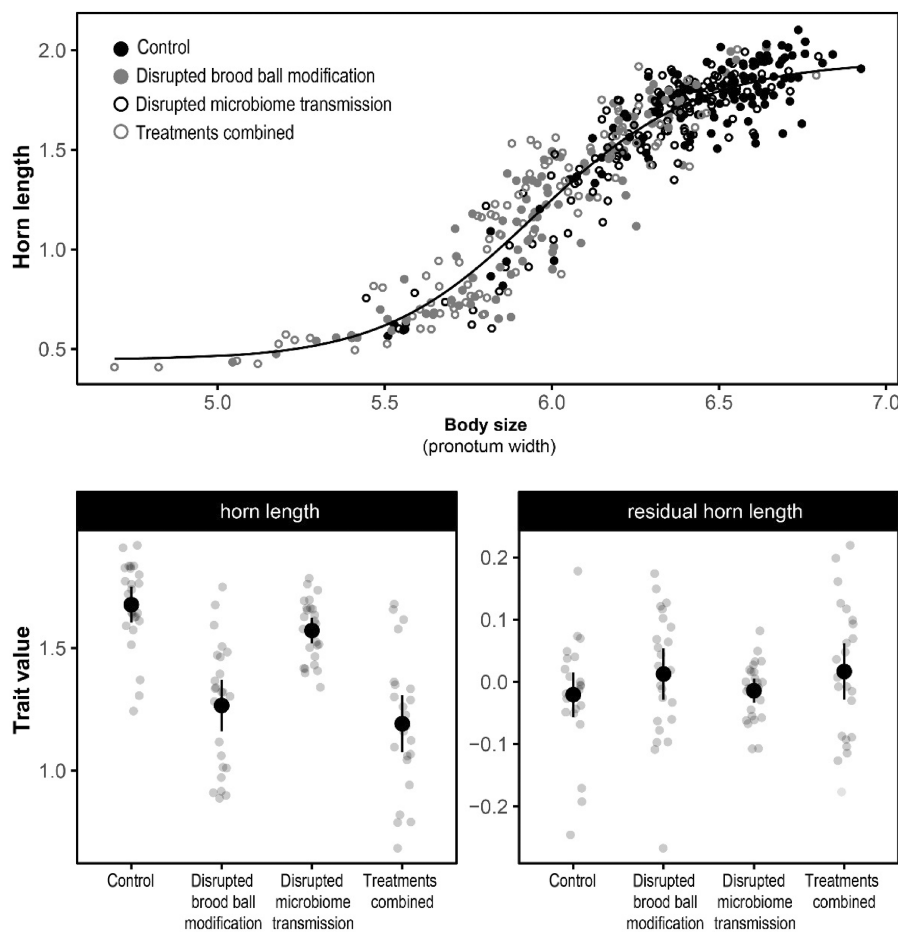 Control
Disrupted brood ball modification
Disrupted microbiome transmission
Treatments combined
Horn length
2.0
1.5
1.0
0.5
5.0 5.5 6.0 6.5 7.0
Body size
(pronotum width)
horn length
Trait value
1.5
1.0
Control Disrupted Disrupted Treatments
brood ball microbiome combined
modification transmission
residual horn length
0.2
0.1
0.0
−0.1
−0.2
Control Disrupted Disrupted Treatments
brood ball microbiome combined
modification transmission